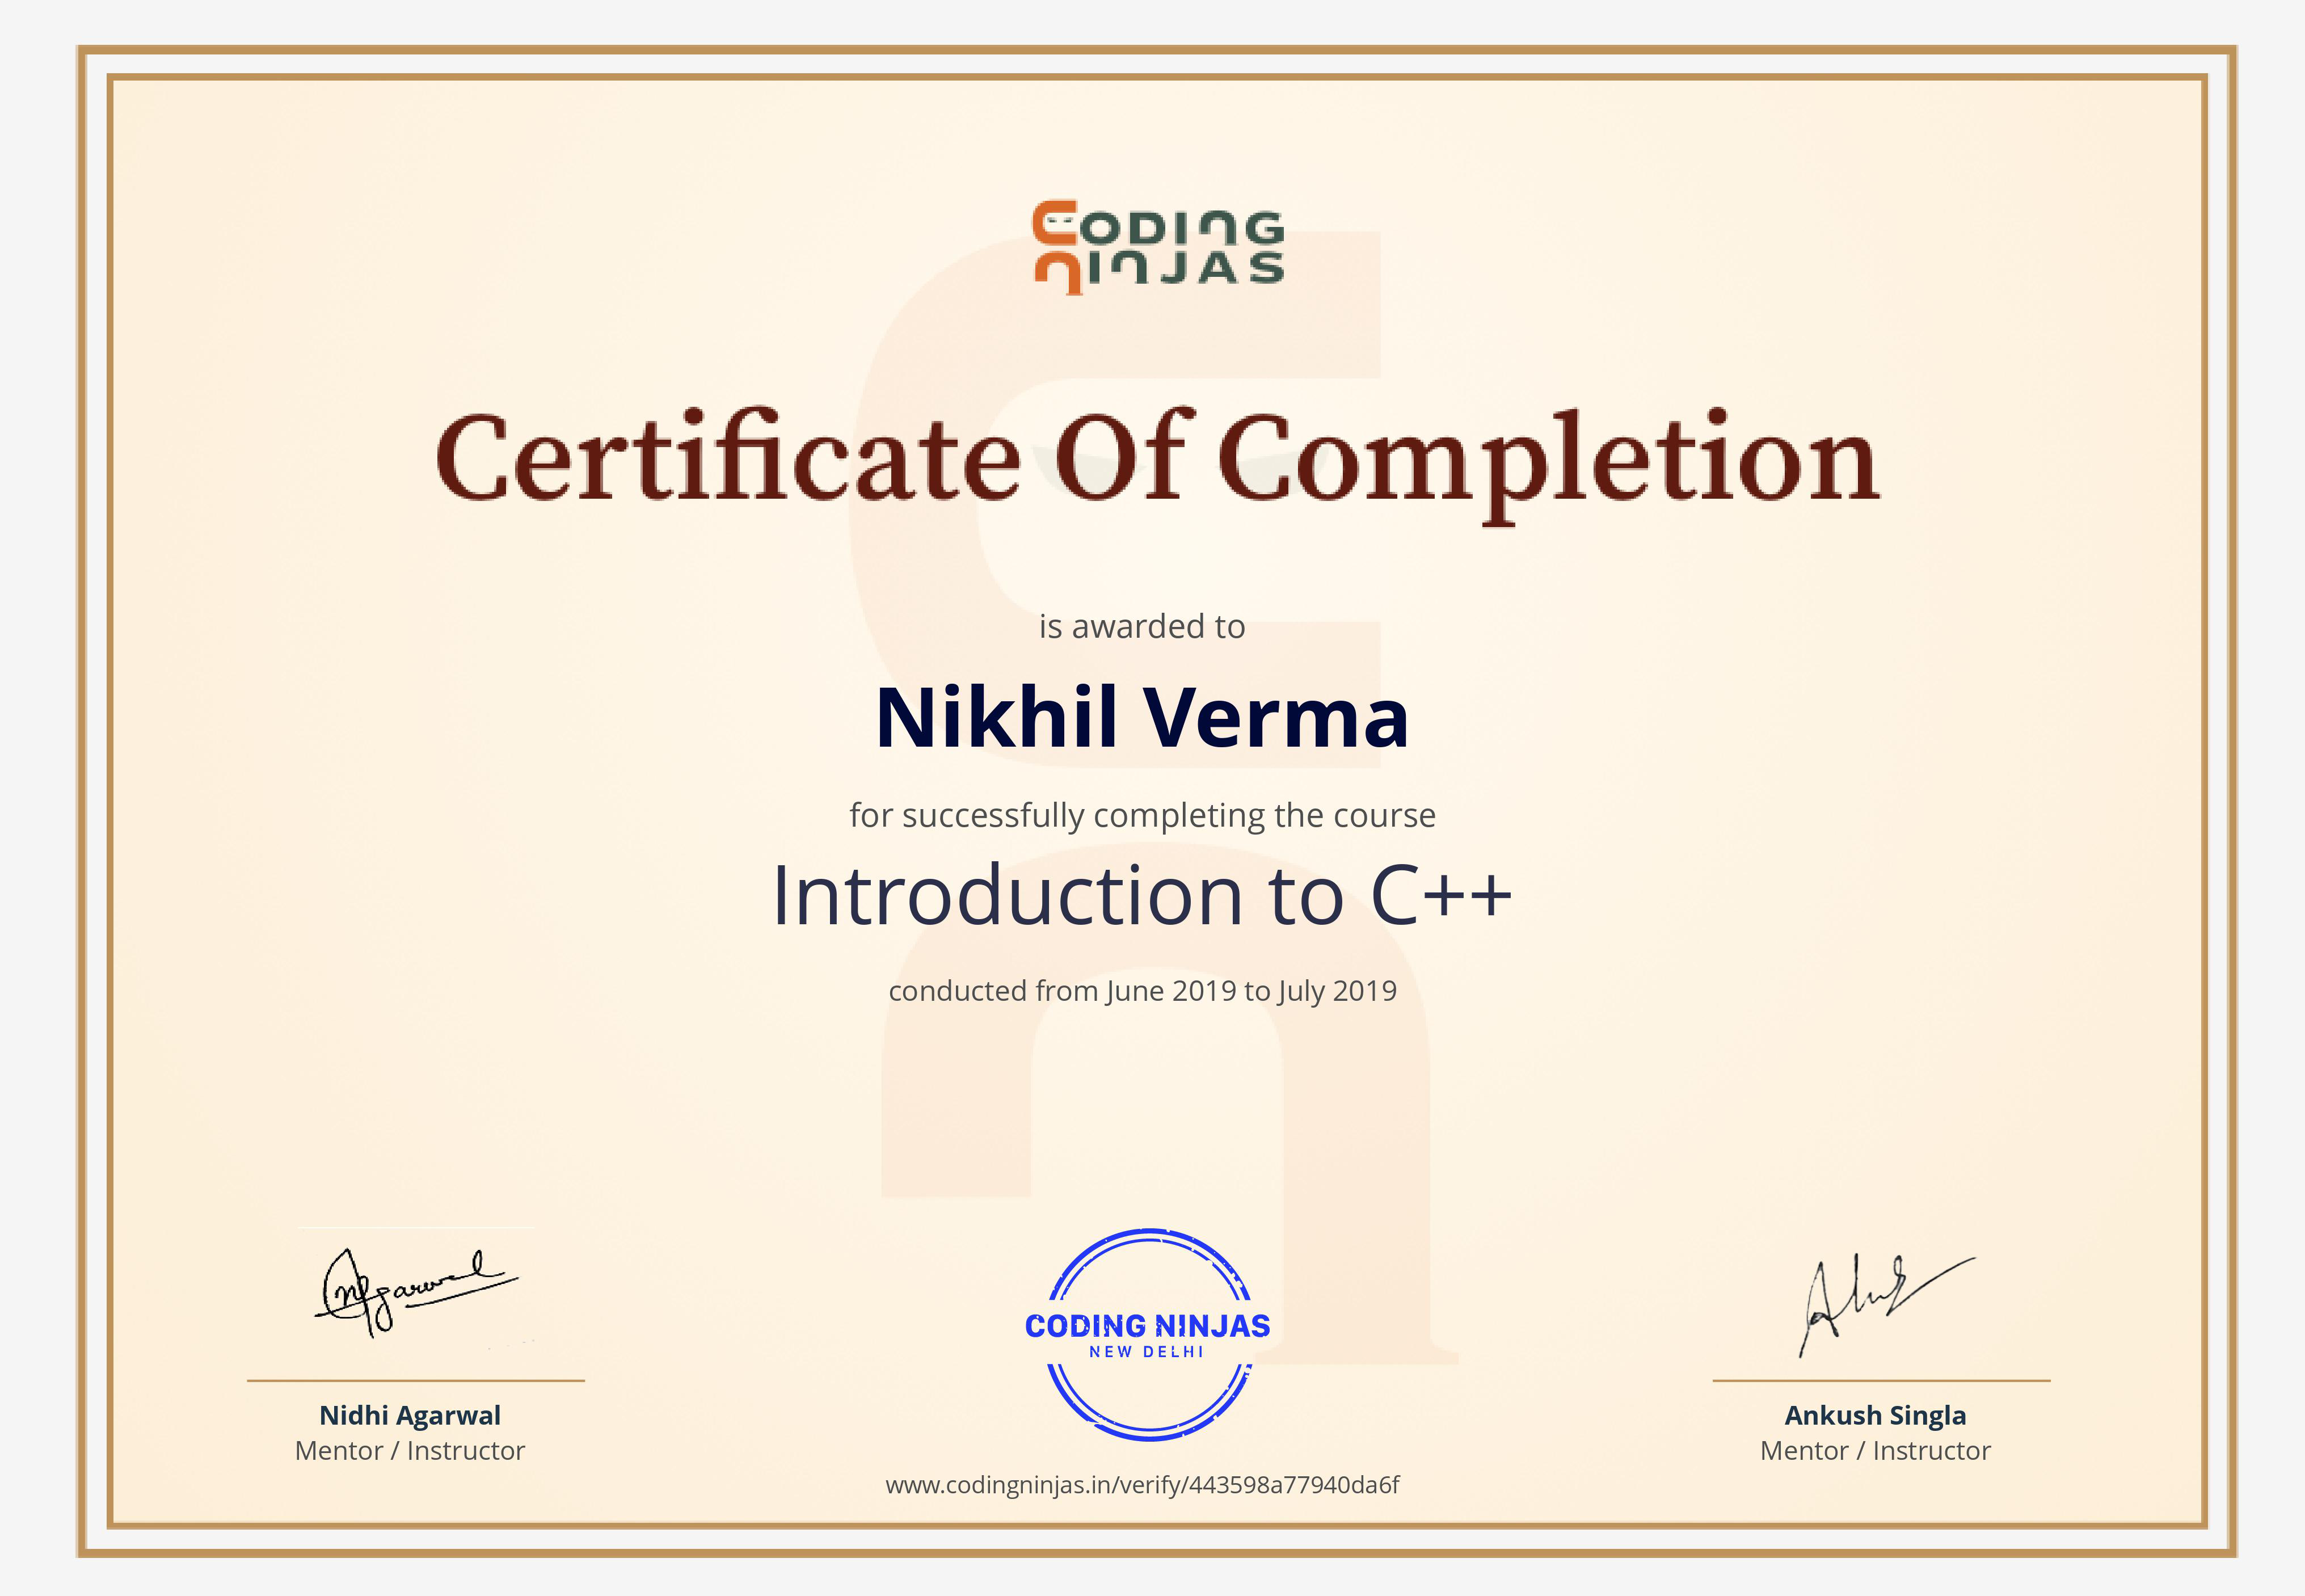 CODING
NINJAS
Certificate Of Completion
is awarded to
Nikhil Verma
for successfully completing the course
Introduction to C++
conducted from June 2019 to July 2019
NAgarwal
CODING NINJAS
NEW DELHI
Nidhi Agarwal
Mentor / Instructor
Ankush Singla
Mentor / Instructor
www.codingninjas.in/verify/443598a77940da6f